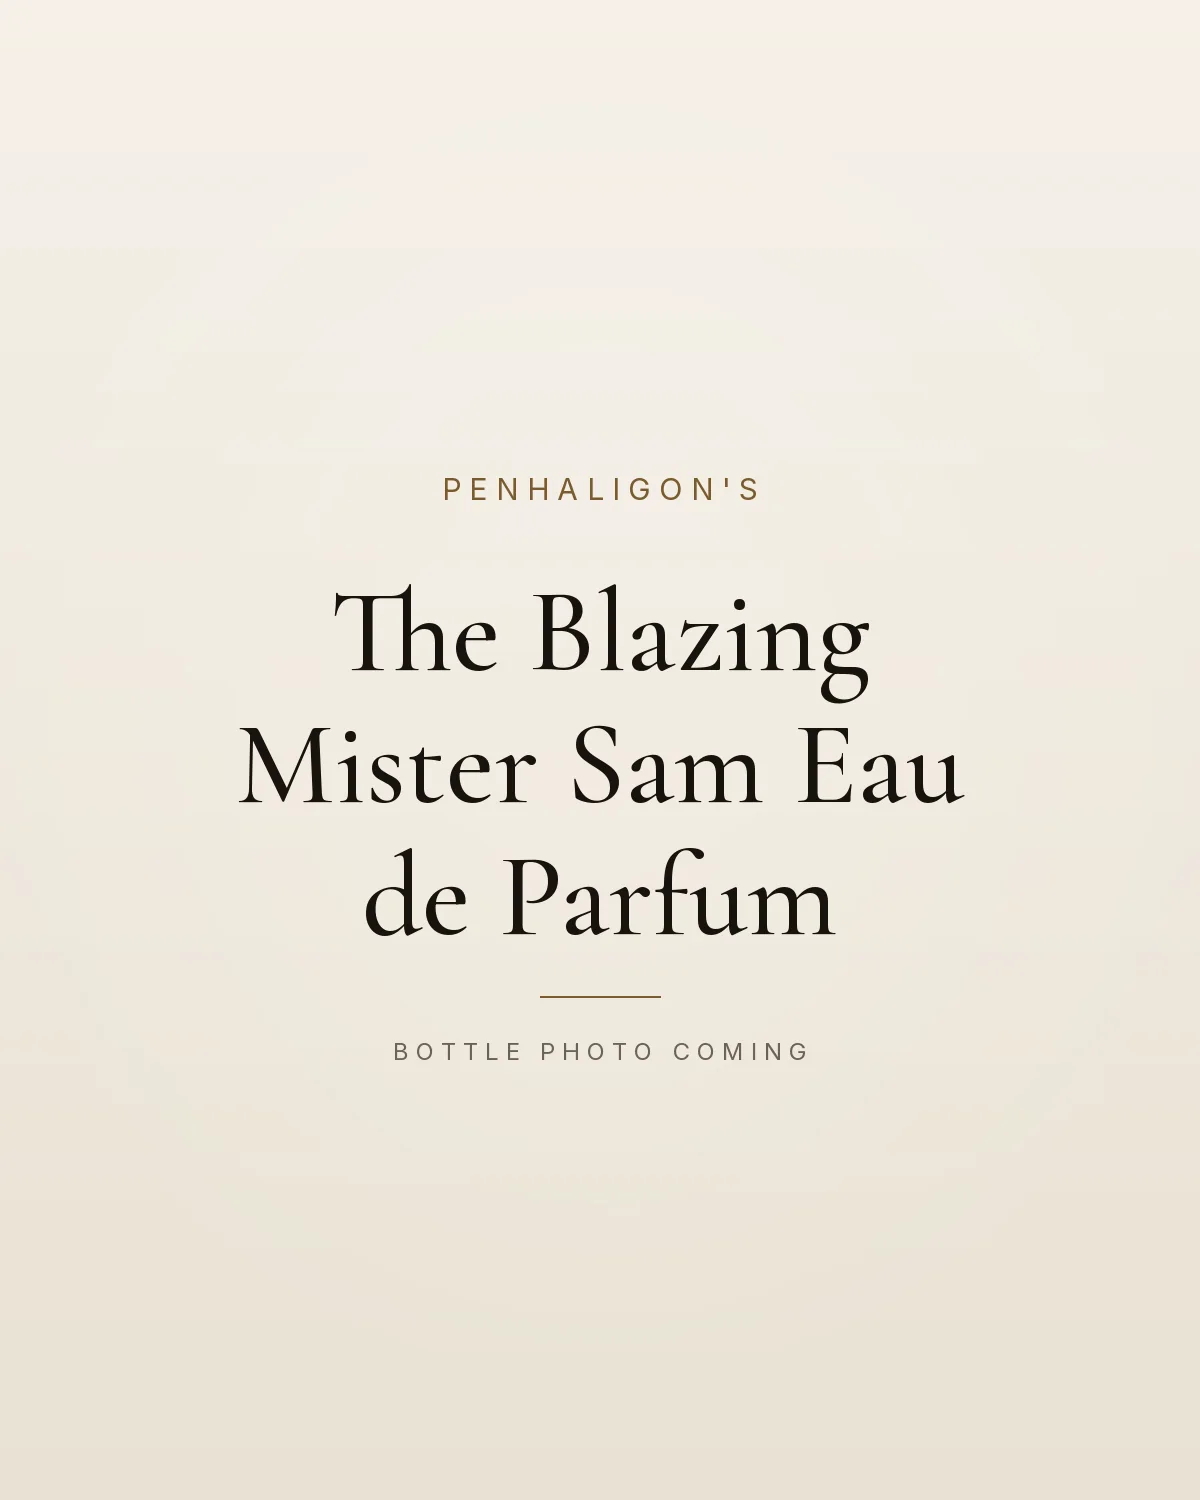 PENHALIGON'S
The Blazing
Mister Sam Eau
de Parfum
BOTTLE PHOTO COMING